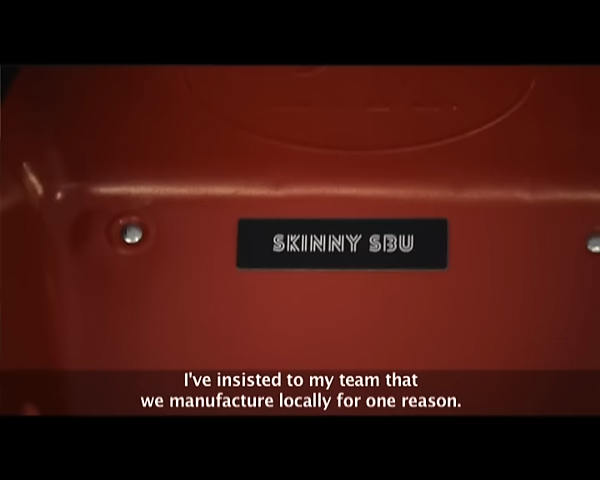 SKINNY SBU
I've insisted to my team that
we manufacture locally for one reason.